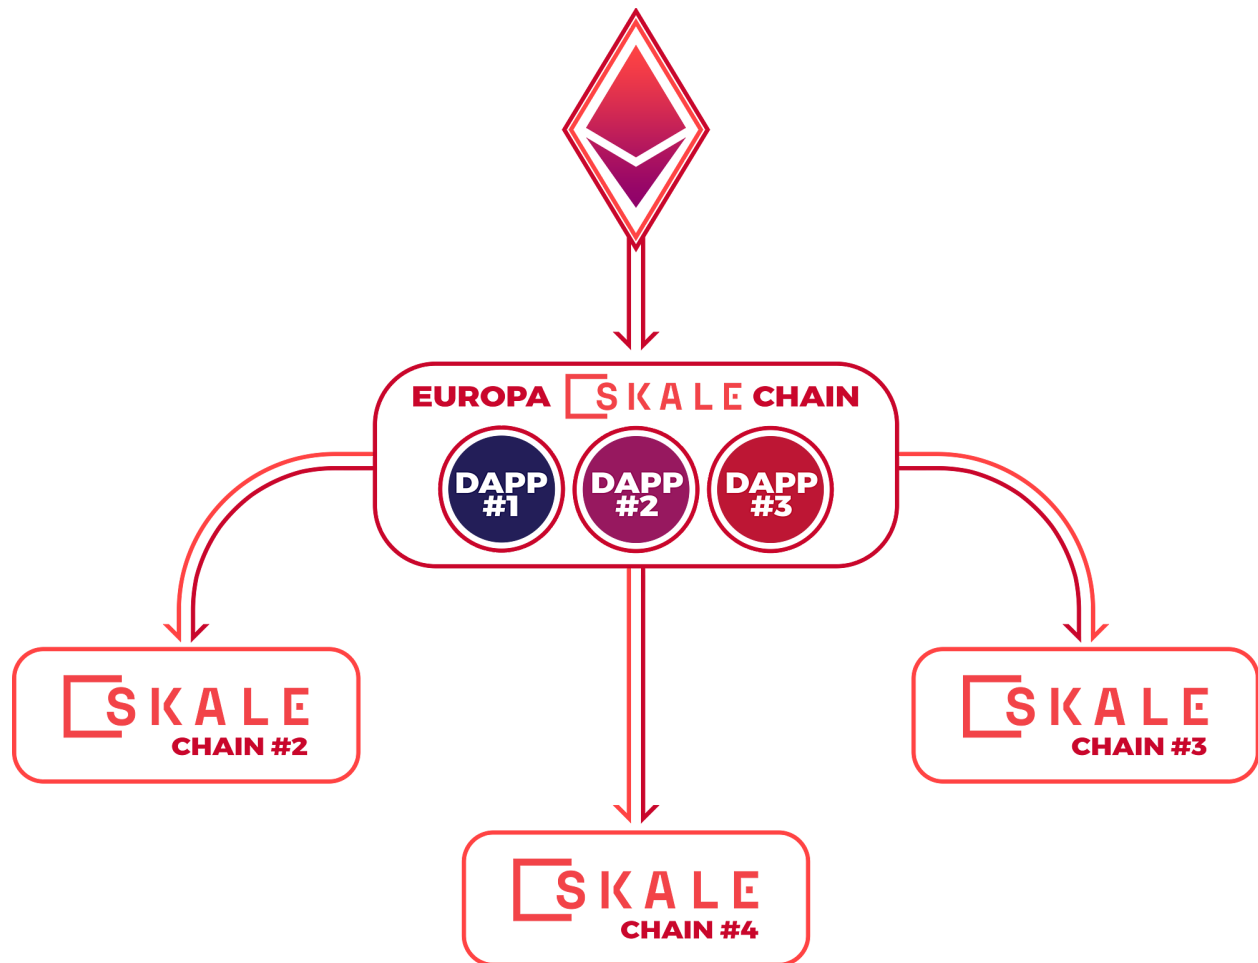 EUROPA SKALE CHAIN
DAPP #1
DAPP #2
DAPP #3
SKALE
CHAIN #2
SKALE
CHAIN #3
SKALE
CHAIN #4